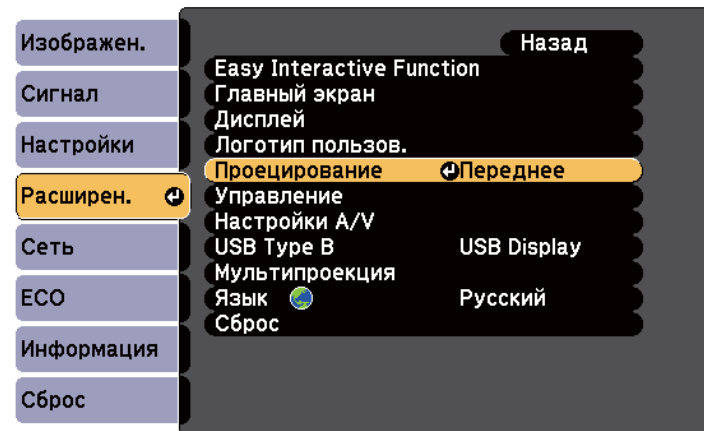 Изображен.
Сигнал
Настройки
Расширен.
Сеть
ECO
Информация
Сброс
Назад
Easy Interactive Function
Главный экран
Дисплей
Логотип пользов.
Проецирование Переднее
Управление
Настройки A/V
USB Type B USB Display
Мультипроекция
Язык Русский
Сброс